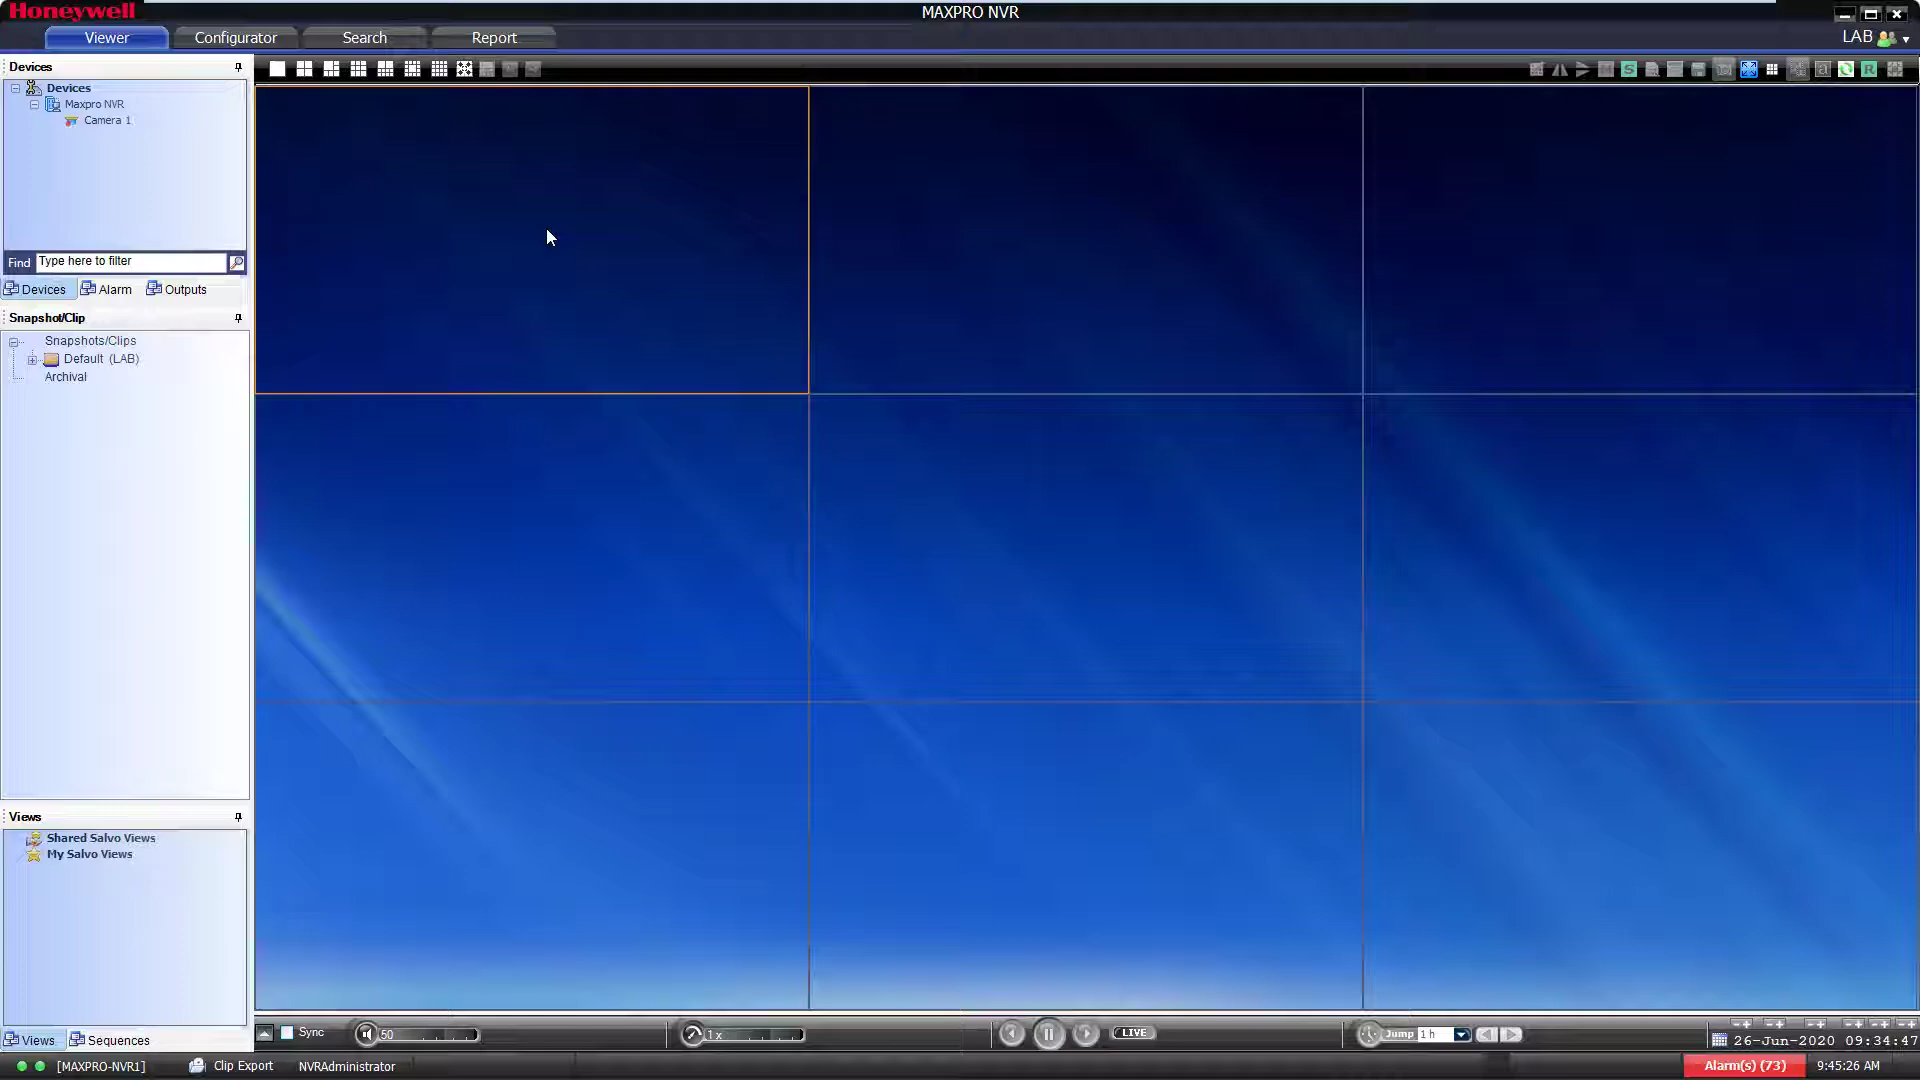 Honeywell
MAXPRO NVR
Viewer
Configurator
Search
Report
LAB
Devices
Devices
Maxpro NVR
Camera 1
Find
Type here to filter
Devices
Alarm
Outputs
Snapshot/Clip
Snapshots/Clips
Default (LAB)
Archival
Views
Shared Salvo Views
My Salvo Views
Views
Sequences
Sync
50
1 x
LIVE
Jump
1 h
26-Jun-2020 09:34:47
[MAXPRO-NVR1]
Clip Export
NVRAdministrator
Alarm(s) (73)
9:45:26 AM